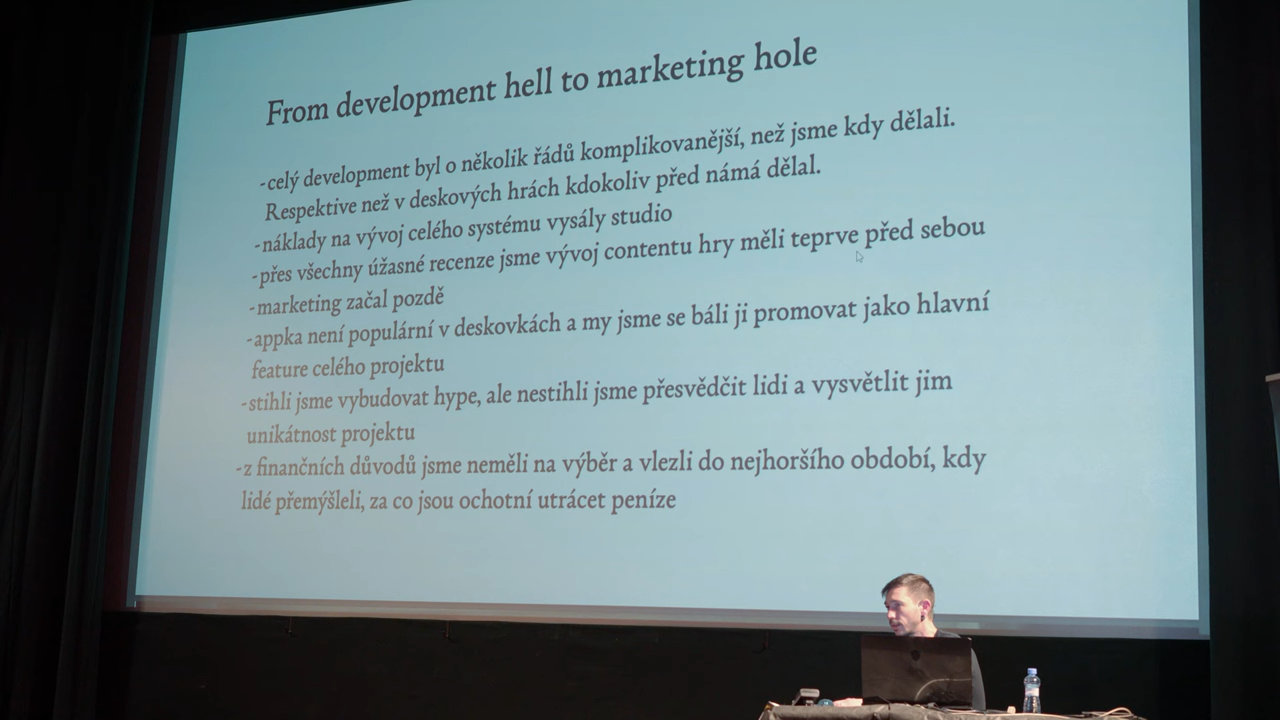 From development hell to marketing hole
-celý development byl o několik řádů komplikovanější, než jsme kdy dělali.
Respektive než v deskových hrách kdokoliv před námá dělal.
-náklady na vývoj celého systému vysály studio
-přes všechny úžasné recenze jsme vývoj contentu hry měli teprve před sebou
-marketing začal pozdě
-appka není populární v deskovkách a my jsme se báli ji promovat jako hlavní
feature celého projektu
-stihli jsme vybudovat hype, ale nestihli jsme přesvědčit lidi a vysvětlit jim
unikátnost projektu
-z finančních důvodů jsme neměli na výběr a vlezli do nejhoršího období, kdy
lidé přemýšleli, za co jsou ochotní utrácet peníze